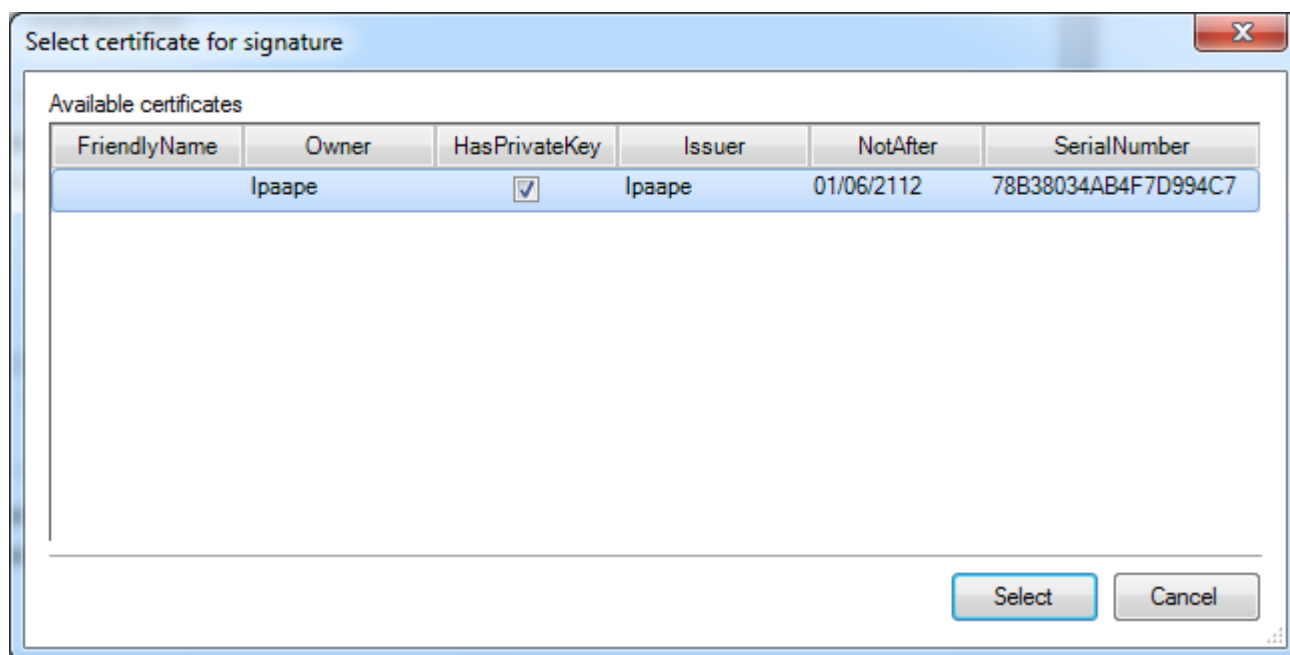 Select certificate for signature
Available certificates
FriendlyName Owner HasPrivateKey Issuer NotAfter SerialNumber
lpaape lpaape 01/06/2112 78B38034AB4F7D994C7
Select Cancel